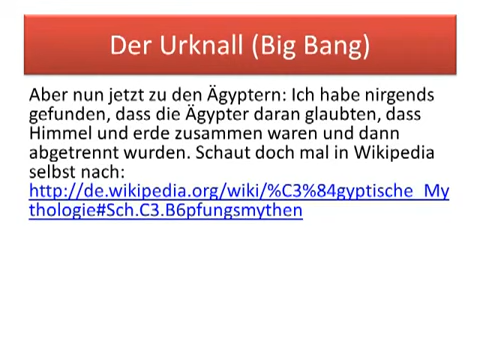 Der Urknall (Big Bang)
Aber nun jetzt zu den Ägyptern: Ich habe nirgends
gefunden, dass die Ägypter daran glaubten, dass
Himmel und erde zusammen waren und dann
abgetrennt wurden. Schaut doch mal in Wikipedia
selbst nach:
http://de.wikipedia.org/wiki/%C3%84gyptische_My
thologie#Sch.C3.B6pfungsmythen